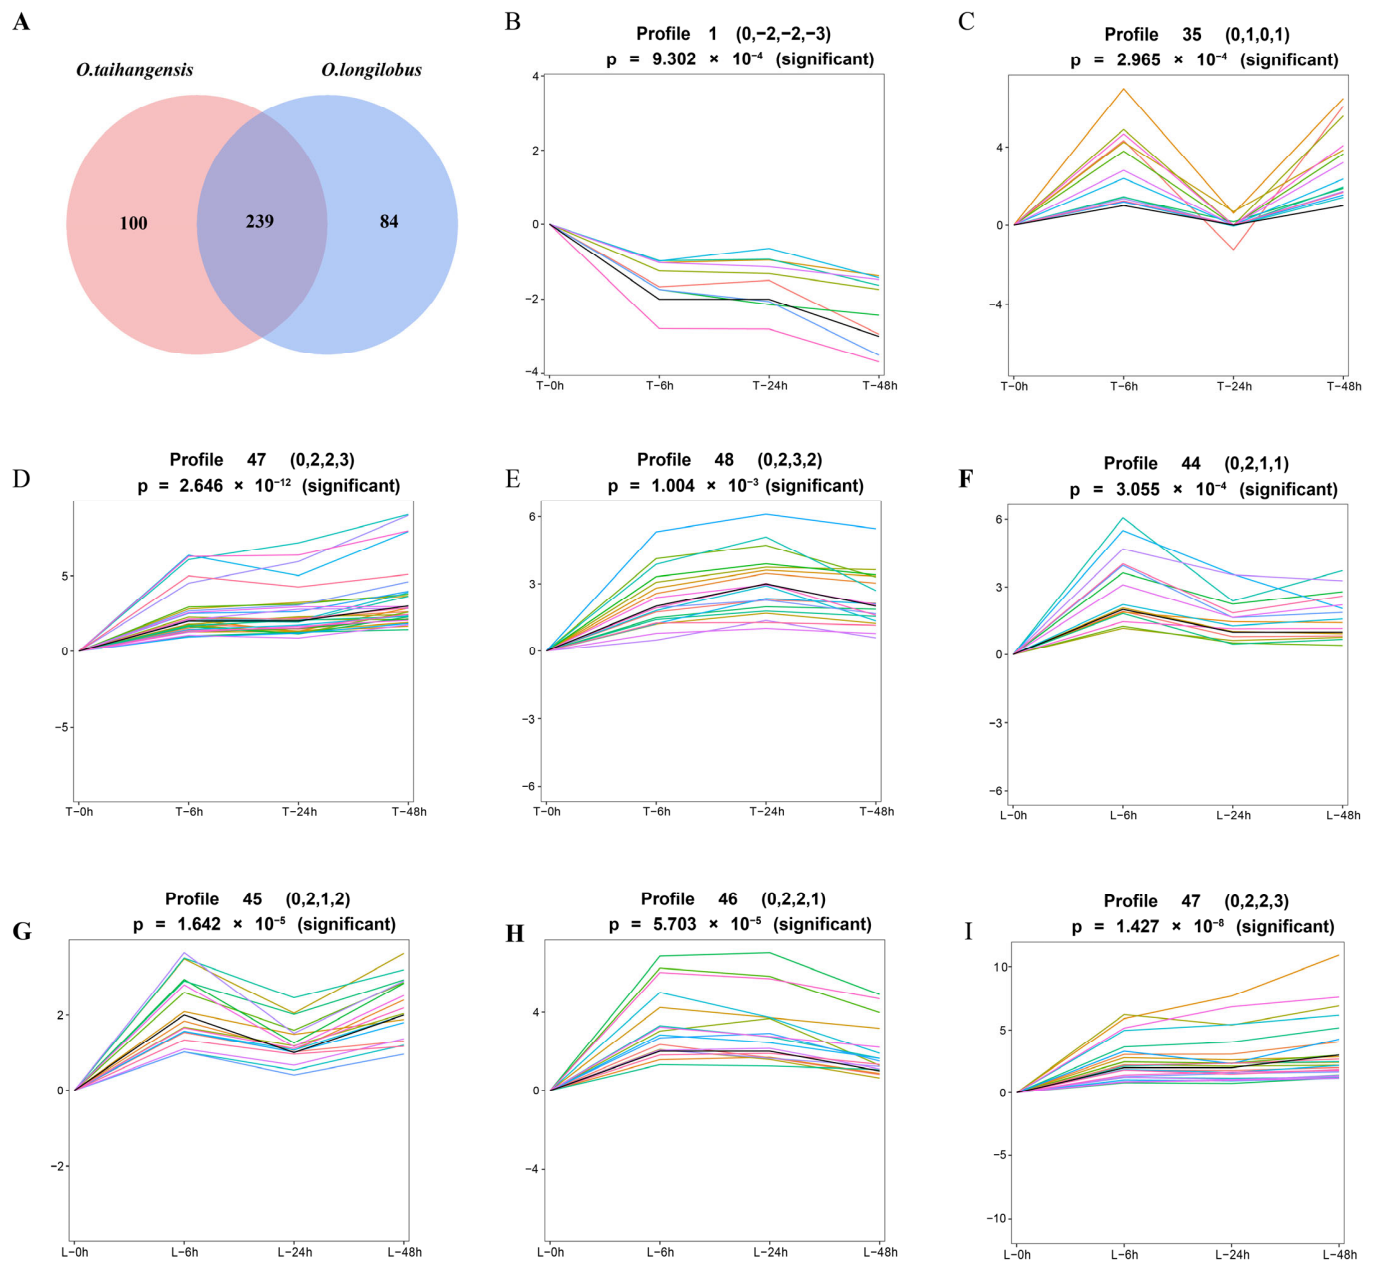 A
O.taihangensis O.longilobus
100 239 84
B
Profile 1 (0,−2,−2,−3)
p = 9.302 × 10⁻⁴ (significant)
4
2
0
−2
−4
T−0h T−6h T−24h T−48h
C
Profile 35 (0,1,0,1)
p = 2.965 × 10⁻⁴ (significant)
4
0
−4
T−0h T−6h T−24h T−48h
D
Profile 47 (0,2,2,3)
p = 2.646 × 10⁻¹² (significant)
5
0
−5
T−0h T−6h T−24h T−48h
E
Profile 48 (0,2,3,2)
p = 1.004 × 10⁻³ (significant)
6
3
0
−3
−6
T−0h T−6h T−24h T−48h
F
Profile 44 (0,2,1,1)
p = 3.055 × 10⁻⁴ (significant)
6
3
0
−3
−6
L−0h L−6h L−24h L−48h
G
Profile 45 (0,2,1,2)
p = 1.642 × 10⁻⁵ (significant)
2
0
−2
L−0h L−6h L−24h L−48h
H
Profile 46 (0,2,2,1)
p = 5.703 × 10⁻⁵ (significant)
4
0
−4
L−0h L−6h L−24h L−48h
I
Profile 47 (0,2,2,3)
p = 1.427 × 10⁻⁸ (significant)
10
5
0
−5
−10
L−0h L−6h L−24h L−48h